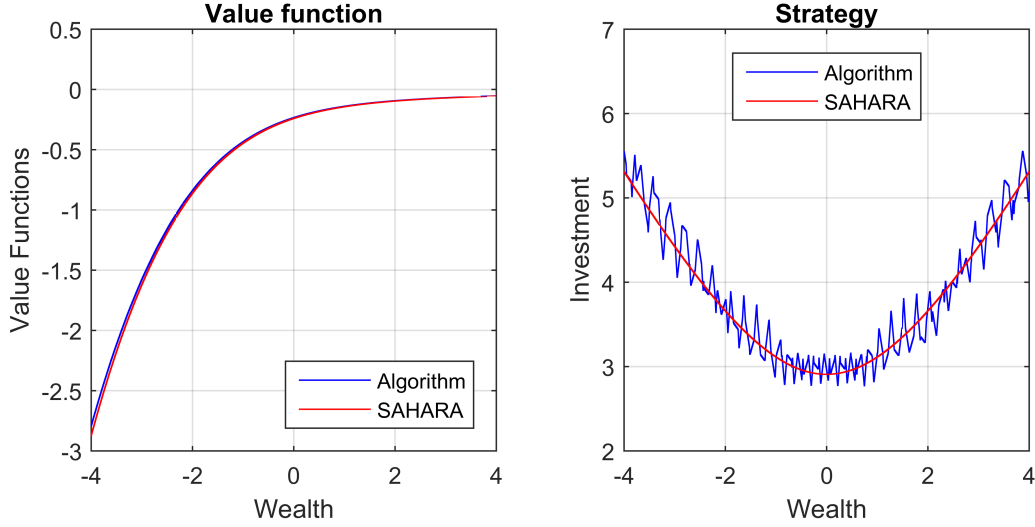 Value function
0.5
0
-0.5
-1
-1.5
-2
-2.5
-3
Value Functions
-4
-2
0
2
4
Wealth
Algorithm
SAHARA
Strategy
7
6
5
4
3
2
Investment
-4
-2
0
2
4
Wealth
Algorithm
SAHARA